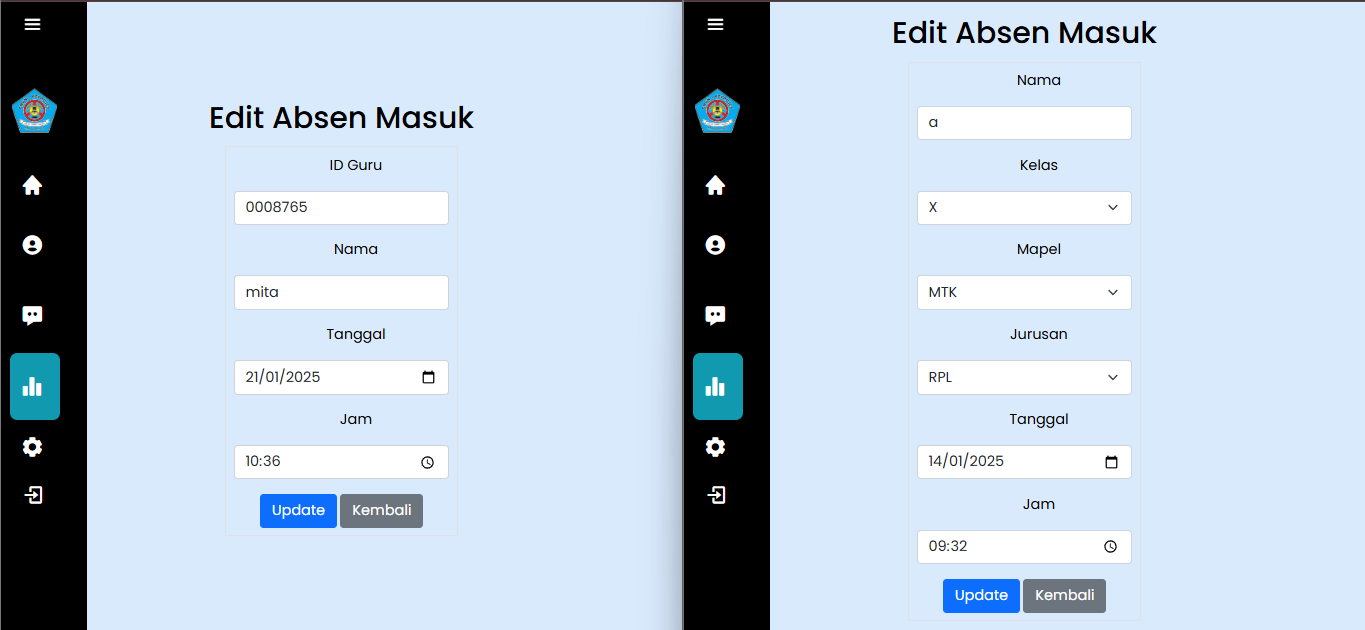 Edit Absen Masuk
ID Guru
0008765
Nama
mita
Tanggal
21/01/2025
Jam
10:36
Update Kembali
Edit Absen Masuk
Nama
a
Kelas
X
Mapel
MTK
Jurusan
RPL
Tanggal
14/01/2025
Jam
09:32
Update Kembali